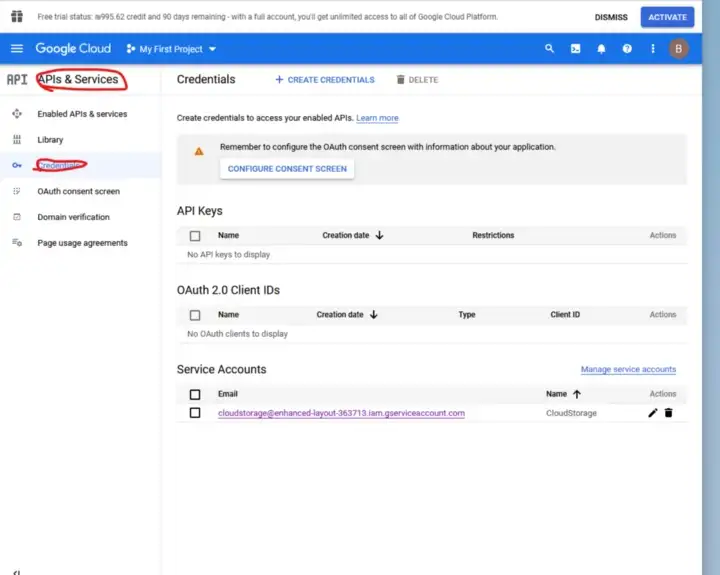 Free trial status: ₪995.62 credit and 90 days remaining - with a full account, you'll get unlimited access to all of Google Cloud Platform.
DISMISS
ACTIVATE
Google Cloud
My First Project
B
API
APIs & Services
Credentials
+ CREATE CREDENTIALS
DELETE
Enabled APIs & services
Library
Credentials
OAuth consent screen
Domain verification
Page usage agreements
Create credentials to access your enabled APIs. Learn more
Remember to configure the OAuth consent screen with information about your application.
CONFIGURE CONSENT SCREEN
API Keys
Name Creation date Restrictions Actions
No API keys to display
OAuth 2.0 Client IDs
Name Creation date Type Client ID Actions
No OAuth clients to display
Service Accounts
Manage service accounts
Email Name Actions
cloudstorage@enhanced-layout-363713.iam.gserviceaccount.com CloudStorage